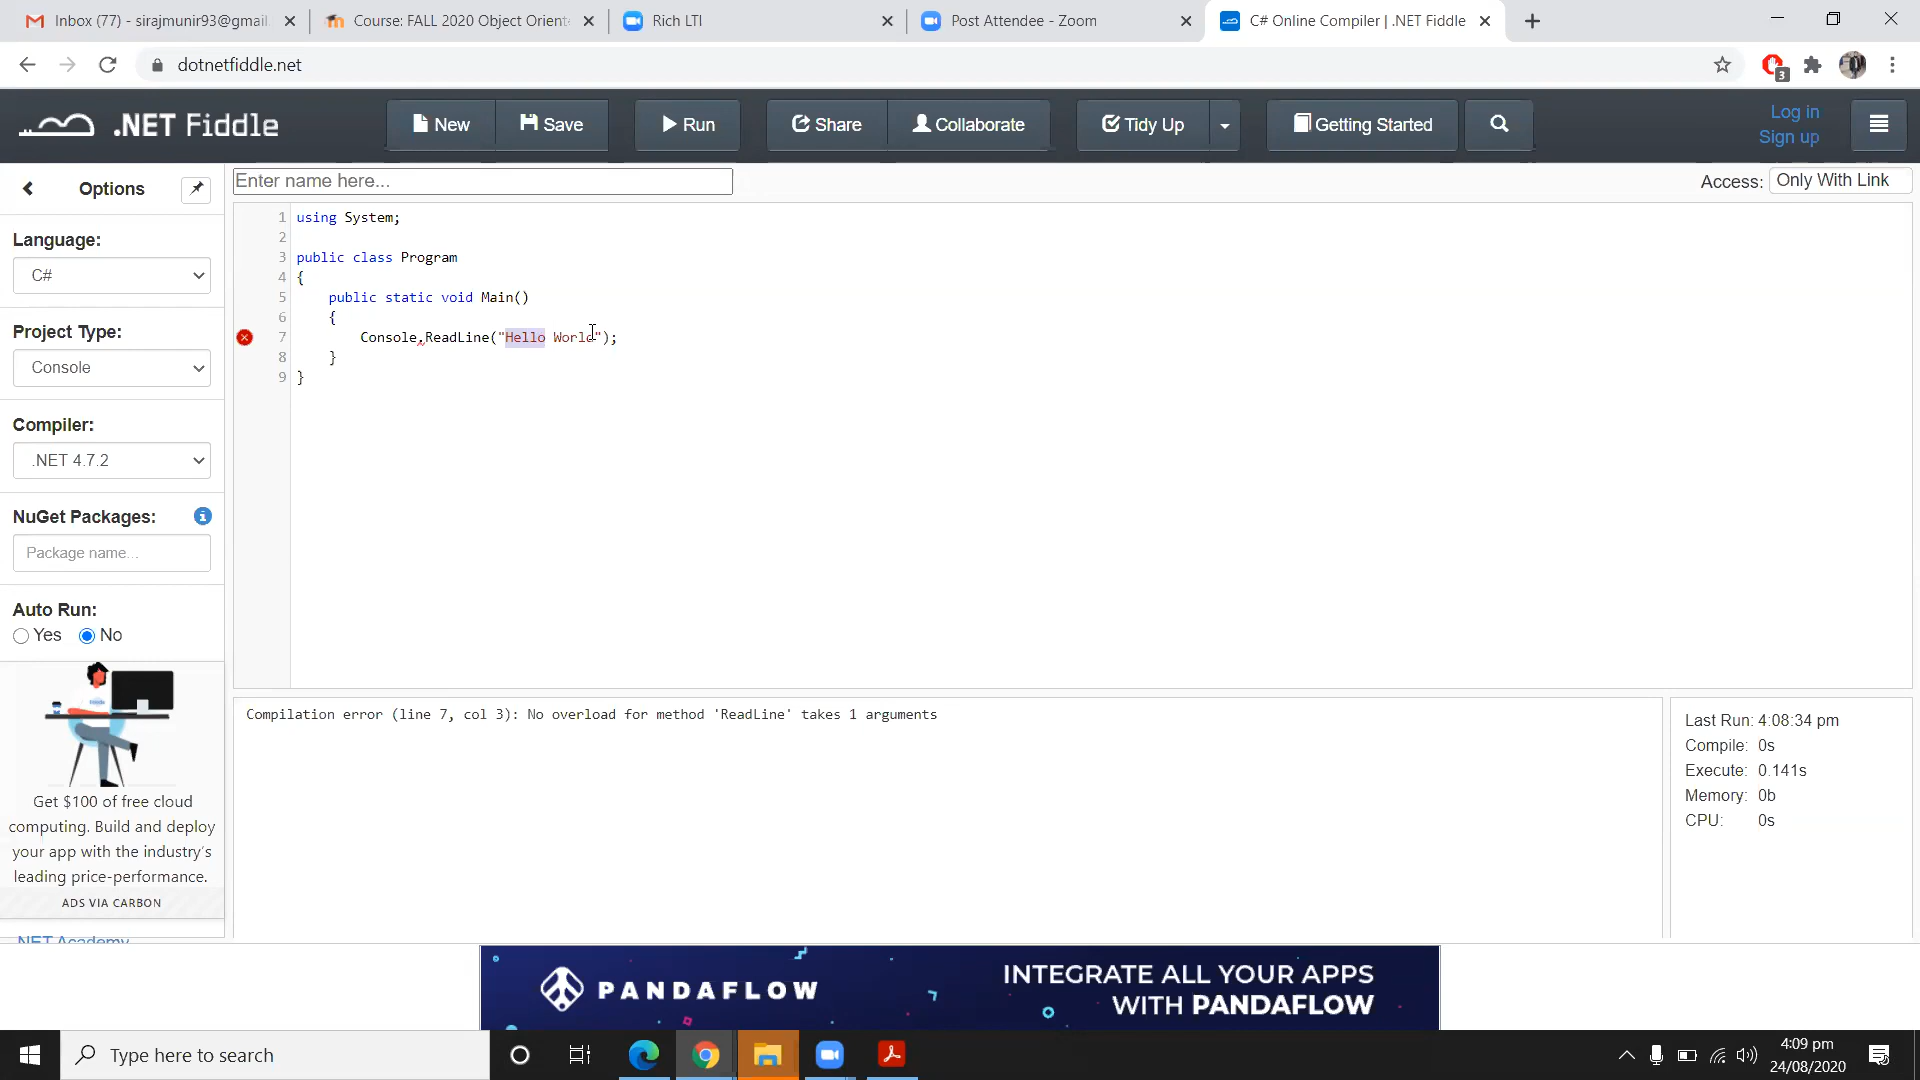 Inbox (77) - sirajmunir93@gmail.
Course: FALL 2020 Object Orient
Rich LTI
Post Attendee - Zoom
C# Online Compiler | .NET Fiddle
dotnetfiddle.net
3
.NET Fiddle
New
Save
Run
Share
Collaborate
Tidy Up
Getting Started
Log in
Sign up
Options
Enter name here...
Access:
Only With Link
Language:
C#
Project Type:
Console
Compiler:
.NET 4.7.2
NuGet Packages:
Package name...
Auto Run:
Yes
No
1 using System;
2
3 public class Program
4 {
5 public static void Main()
6 {
7 Console.ReadLine("Hello World");
8 }
9 }
Get $100 of free cloud
computing. Build and deploy
your app with the industry's
leading price-performance.
ADS VIA CARBON
.NET Academy
Compilation error (line 7, col 3): No overload for method 'ReadLine' takes 1 arguments
Last Run: 4:08:34 pm
Compile: 0s
Execute: 0.141s
Memory: 0b
CPU: 0s
PANDAFLOW
INTEGRATE ALL YOUR APPS
WITH PANDAFLOW
Type here to search
4:09 pm
24/08/2020